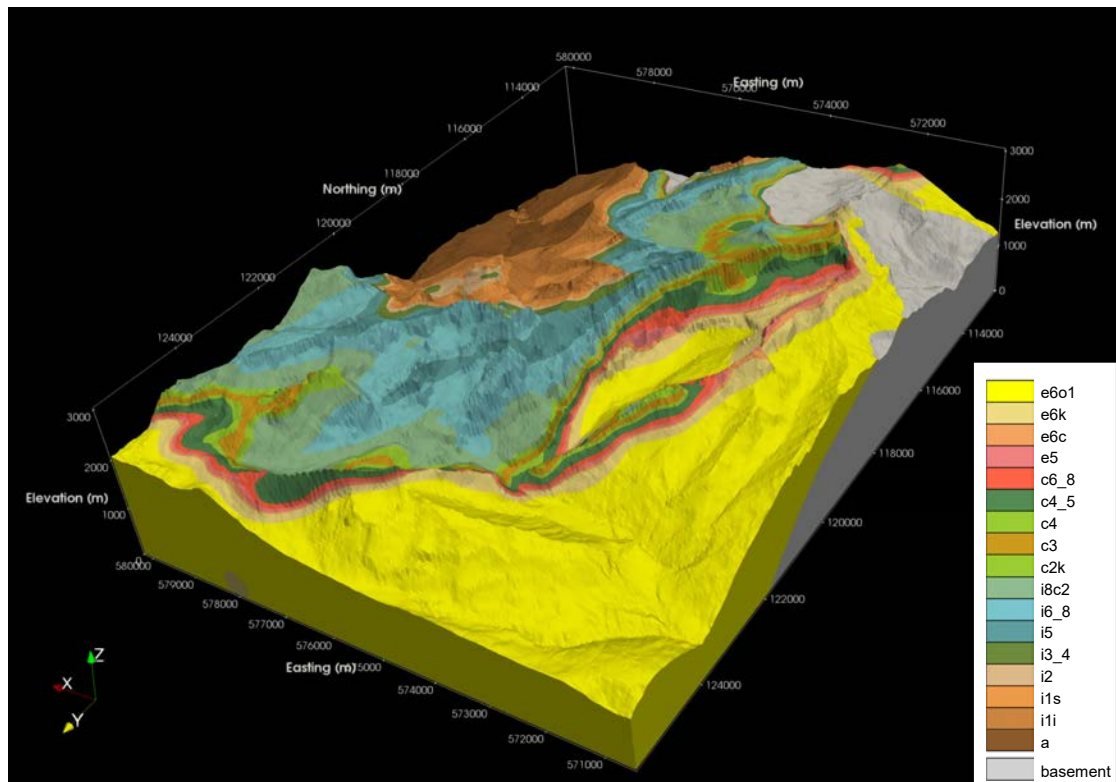 580000
578000
576000
Easting (m)
574000
572000
114000
116000
118000
Northing (m)
120000
122000
124000
3000
2000
Elevation (m)
1000
0
114000
116000
118000
120000
122000
124000
3000
2000
Elevation (m)
1000
0
580000
579000
578000
577000
576000
Easting (m)
575000
574000
573000
572000
571000
Z
X
Y
e6o1
e6k
e6c
e5
c6_8
c4_5
c4
c3
c2k
i8c2
i6_8
i5
i3_4
i2
i1s
i1i
a
basement